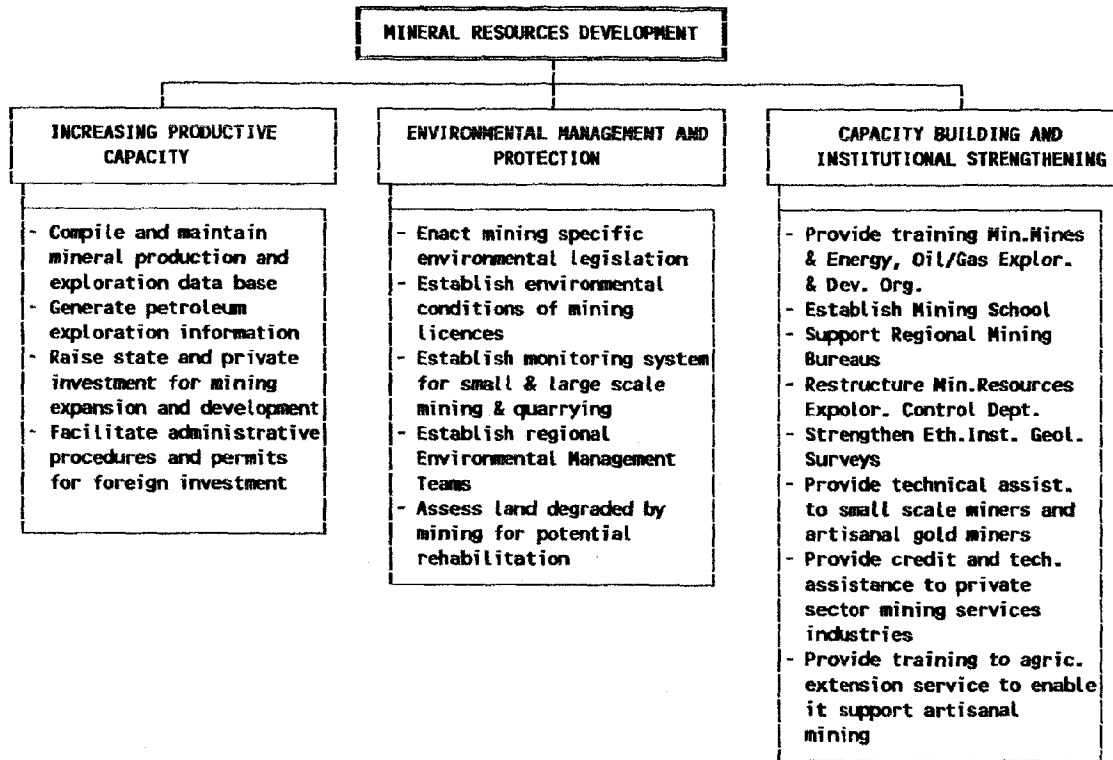 MINERAL RESOURCES DEVELOPMENT
INCREASING PRODUCTIVE
CAPACITY
- Compile and maintain
mineral production and
exploration data base
- Generate petroleum
exploration information
- Raise state and private
investment for mining
expansion and development
- Facilitate administrative
procedures and permits
for foreign investment
ENVIRONMENTAL MANAGEMENT AND
PROTECTION
- Enact mining specific
environmental legislation
- Establish environmental
conditions of mining
licences
- Establish monitoring system
for small & large scale
mining & quarrying
- Establish regional
Environmental Management
Teams
- Assess land degraded by
mining for potential
rehabilitation
CAPACITY BUILDING AND
INSTITUTIONAL STRENGTHENING
- Provide training Min.Mines
& Energy, Oil/Gas Explor.
& Dev. Org.
- Establish Mining School
- Support Regional Mining
Bureaus
- Restructure Min.Resources
Expolor. Control Dept.
- Strengthen Eth.Inst. Geol.
Surveys
- Provide technical assist.
to small scale miners and
artisanal gold miners
- Provide credit and tech.
assistance to private
sector mining services
industries
- Provide training to agric.
extension service to enable
it support artisanal
mining